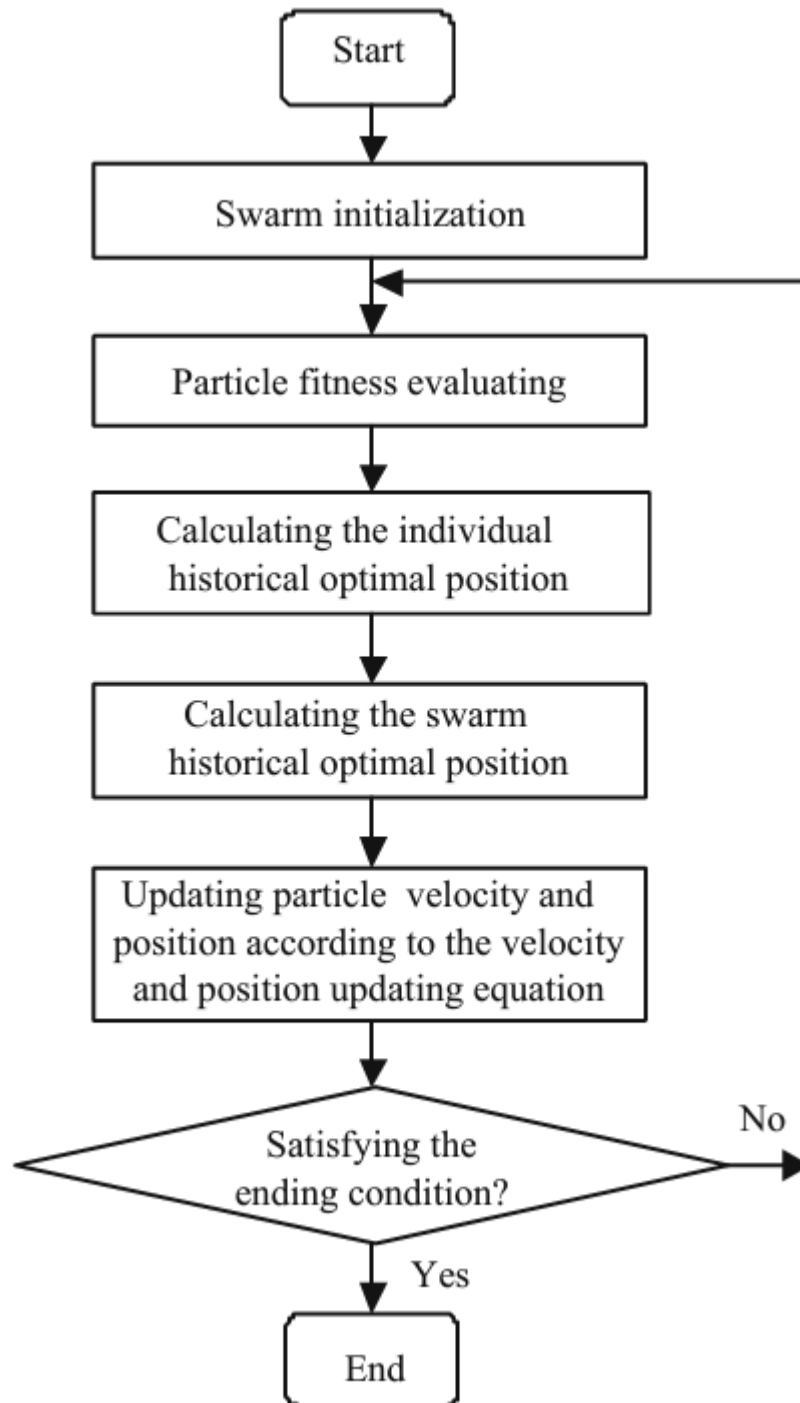 Start
Swarm initialization
Particle fitness evaluating
Calculating the individual
historical optimal position
Calculating the swarm
historical optimal position
Updating particle velocity and
position according to the velocity
and position updating equation
Satisfying the
ending condition?
No
Yes
End